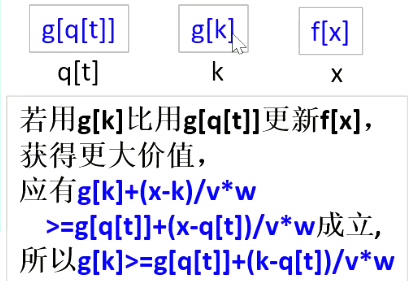 g[q[t]] g[k] f[x]
q[t] k x
若用g[k]比用g[q[t]]更新f[x],
获得更大价值,
应有g[k]+(x-k)/v*w
>=g[q[t]]+(x-q[t])/v*w成立,
所以g[k]>=g[q[t]]+(k-q[t])/v*w